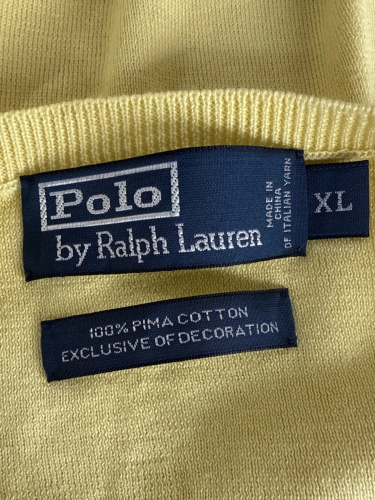 Polo
by Ralph Lauren
MADE IN
CHINA
OF ITALIAN YARN
XL
100% PIMA COTTON
EXCLUSIVE OF DECORATION